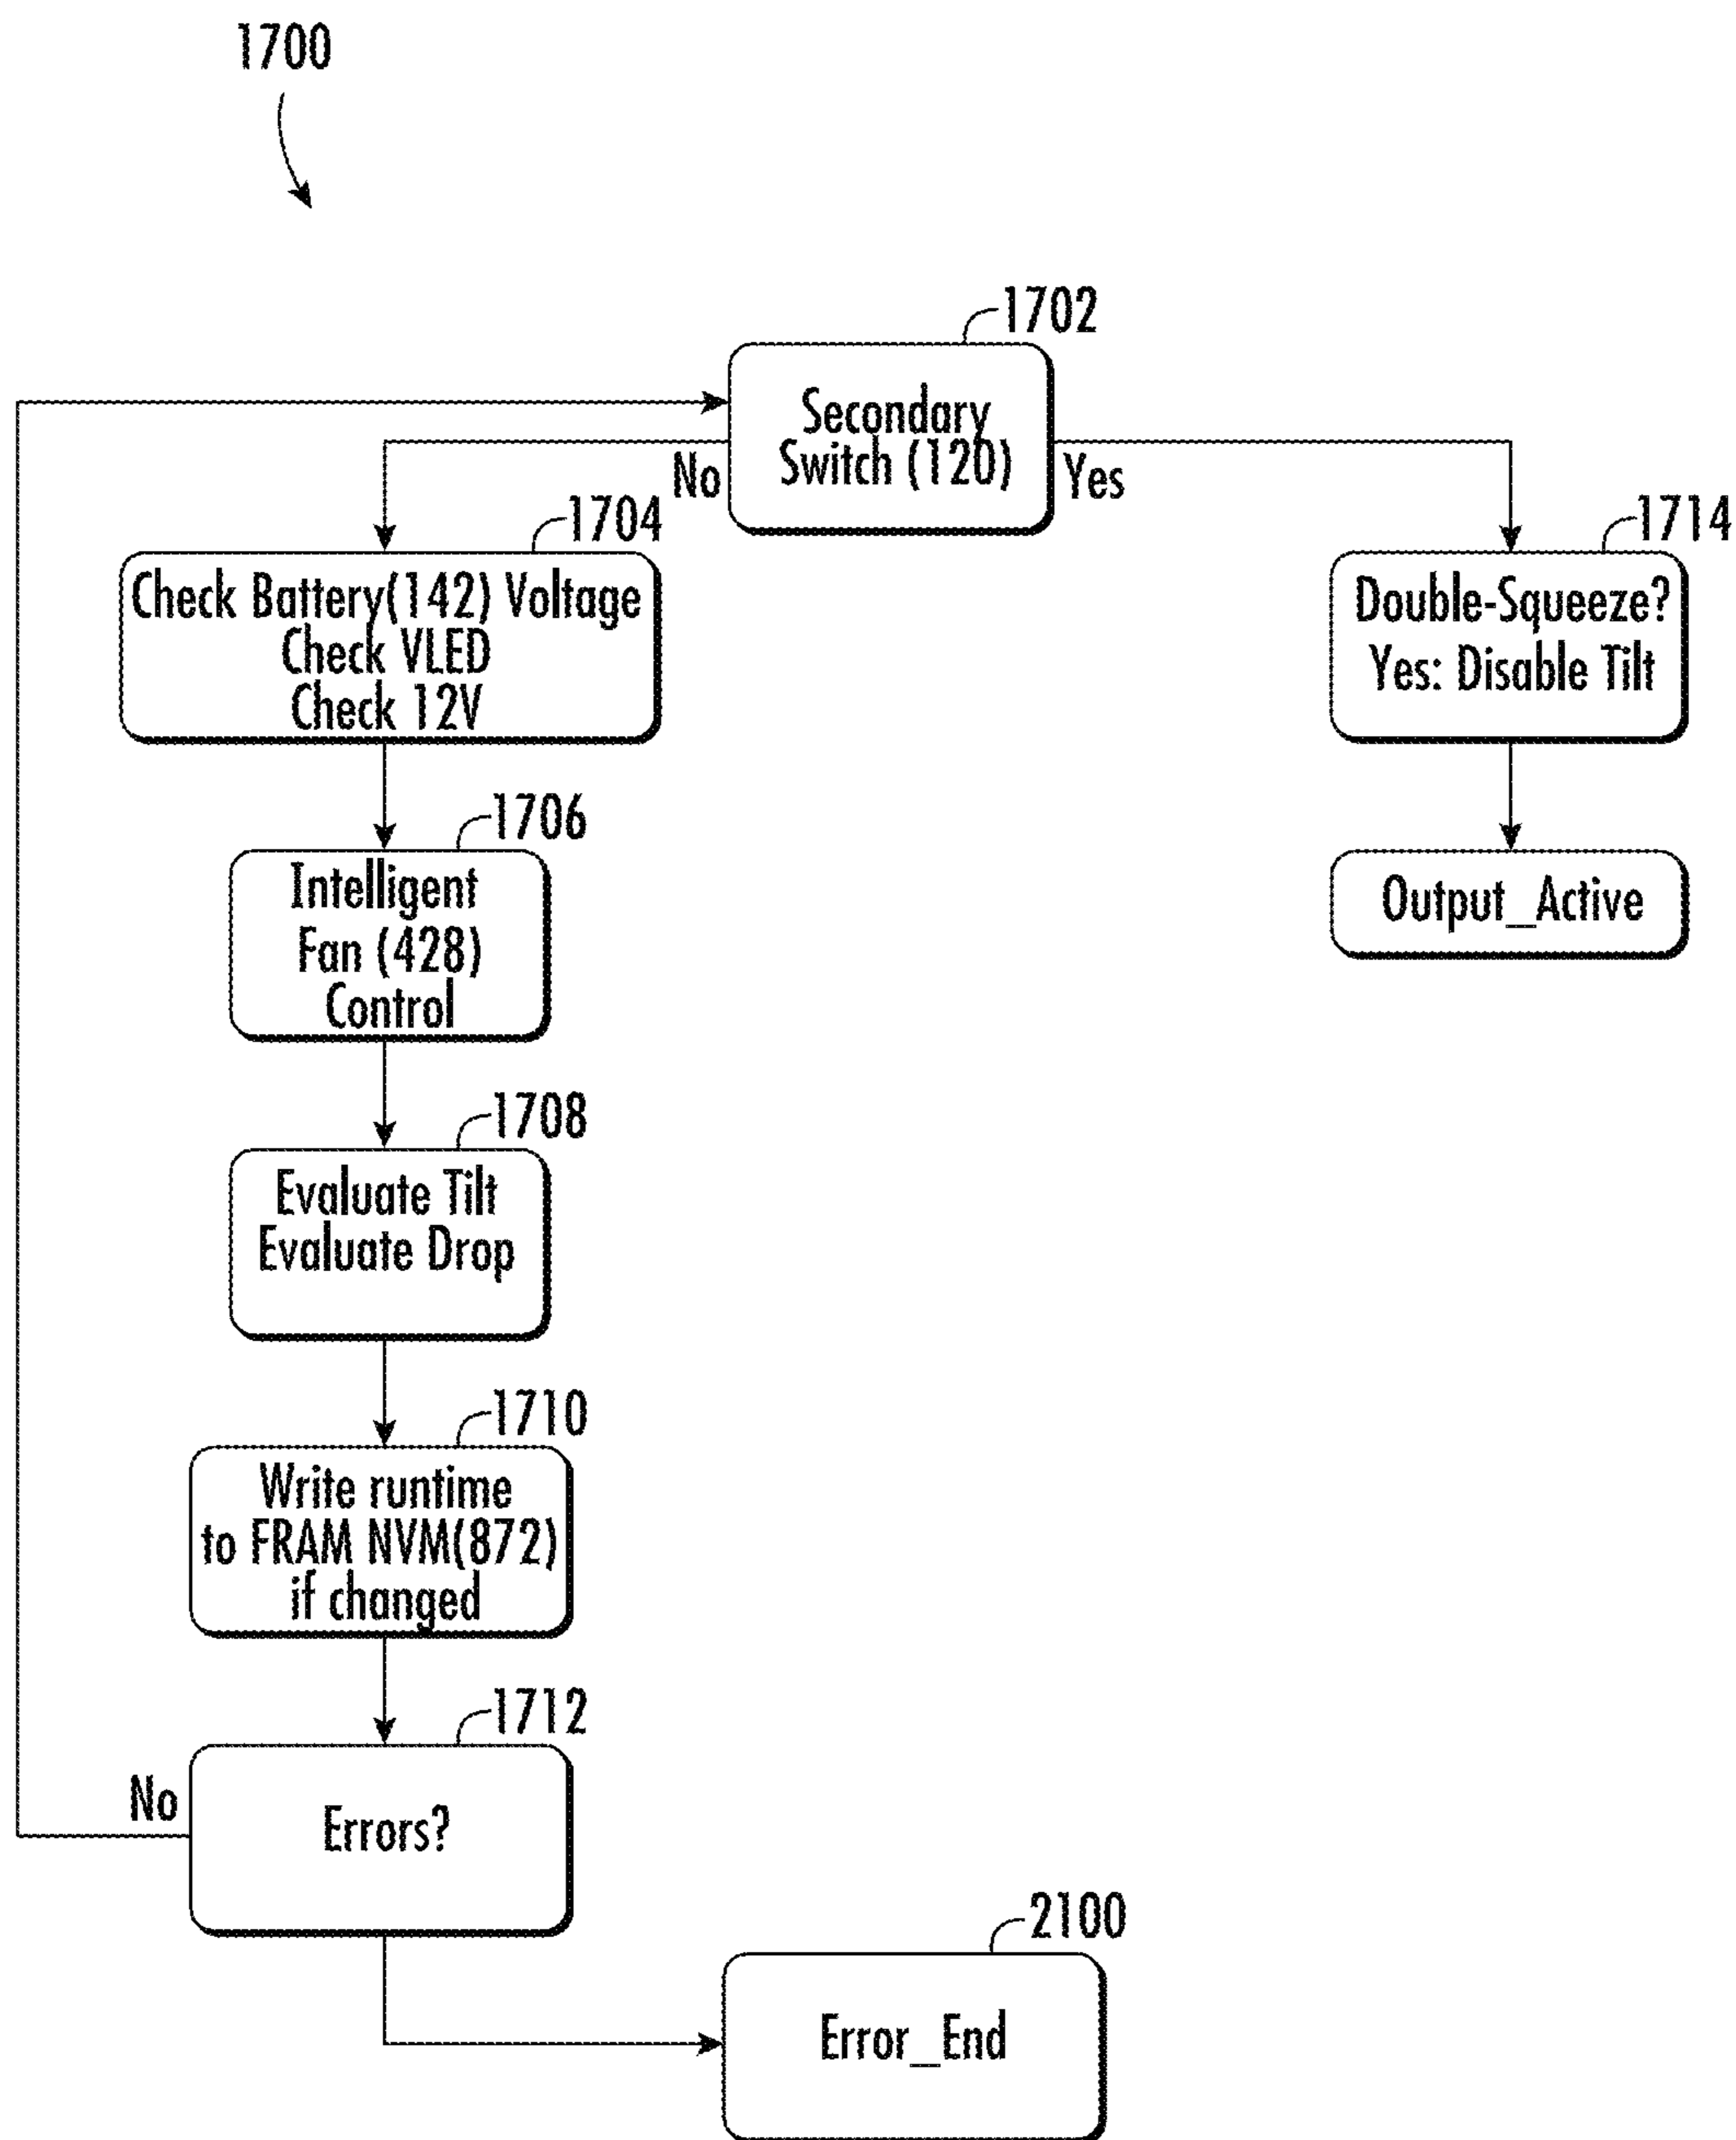 1700
1702
Secondary
Switch (120)
No
Yes
1704
Check Battery(142) Voltage
Check VLED
Check 12V
1714
Double-Squeeze?
Yes: Disable Tilt
1706
Intelligent
Fan (428)
Control
Output_Active
1708
Evaluate Tilt
Evaluate Drop
1710
Write runtime
to FRAM NVM(872)
if changed
1712
No
Errors?
2100
Error_End